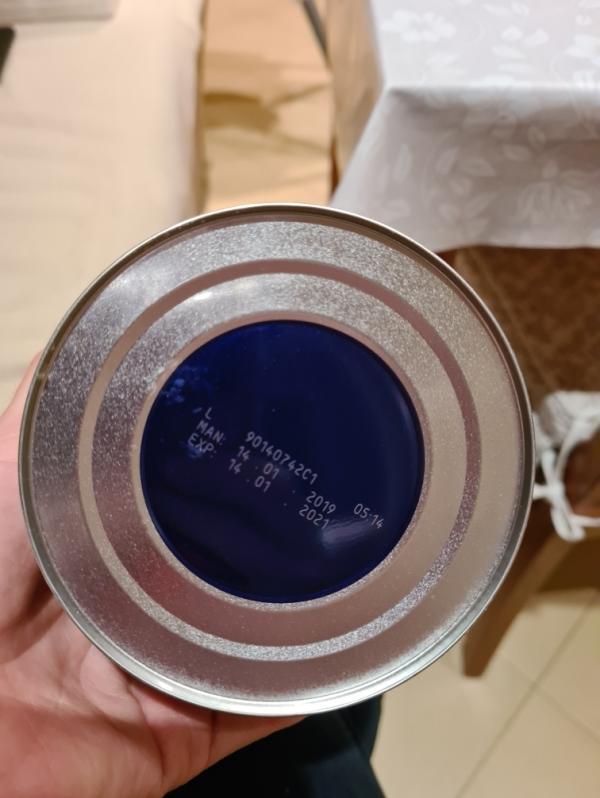 L 90140742C1
MAN: 14 . 01 . 2019 05:14
EXP: 14 . 01 . 2021